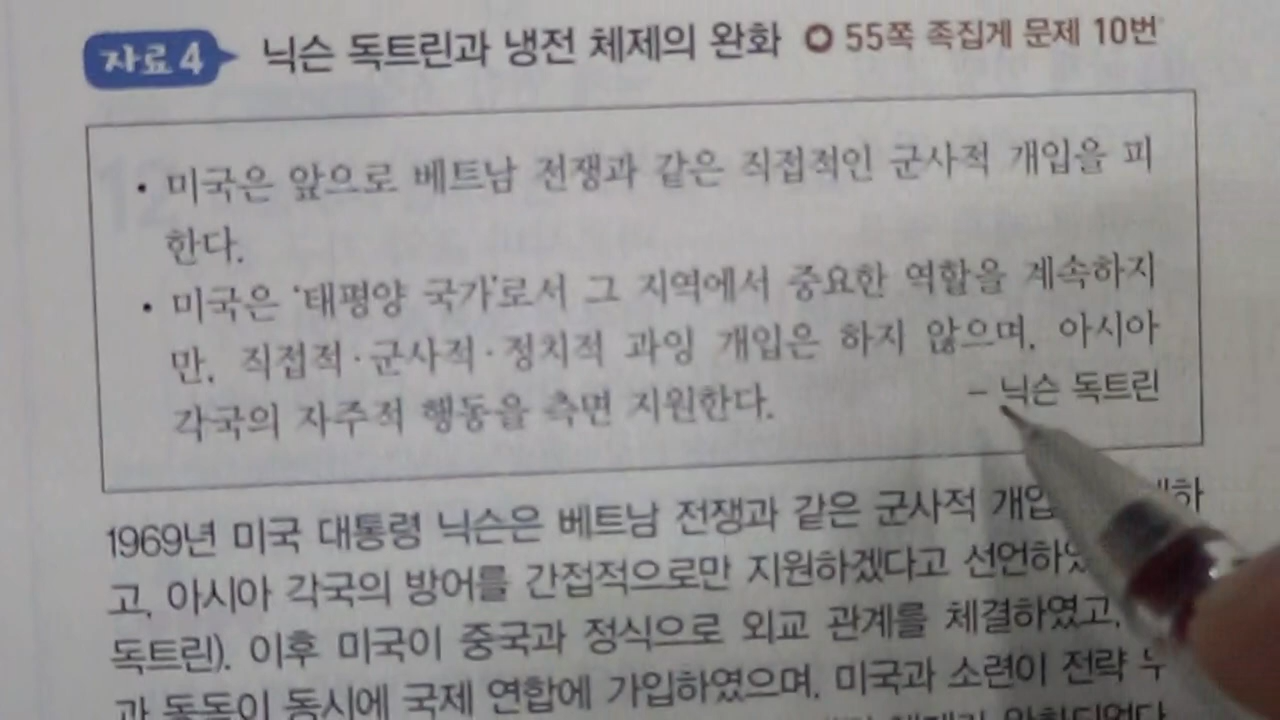 자료 4 닉슨 독트린과 냉전 체제의 완화 55쪽 족집게 문제 10번
• 미국은 앞으로 베트남 전쟁과 같은 직접적인 군사적 개입을 피
한다.
• 미국은 ‘태평양 국가’로서 그 지역에서 중요한 역할을 계속하지
만, 직접적·군사적·정치적 과잉 개입은 하지 않으며, 아시아
각국의 자주적 행동을 측면 지원한다.
– 닉슨 독트린
1969년 미국 대통령 닉슨은 베트남 전쟁과 같은 군사적
고, 아시아 각국의 방어를 간접적으로만 지원하겠다고
독트린). 이후 미국이 중국과 정식으로 외교 관계를 체결하였고,
동시에 국제 연합에 가입하였으며, 미국과 소련이 전략